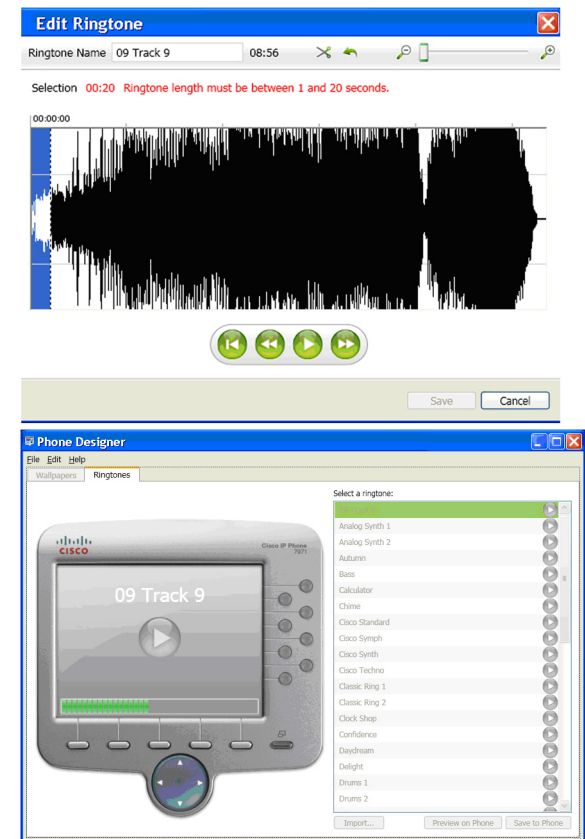 Edit Ringtone
Ringtone Name 09 Track 9 08:56
Selection 00:20 Ringtone length must be between 1 and 20 seconds.
00:00:00
Save Cancel
Phone Designer
File Edit Help
Wallpapers Ringtones
Select a ringtone:
09 Track 9
Analog Synth 1
Analog Synth 2
Autumn
Bass
Calculator
Chime
Cisco Standard
Cisco Symph
Cisco Synth
Cisco Techno
Classic Ring 1
Classic Ring 2
Clock Shop
Confidence
Daydream
Delight
Drums 1
Drums 2
CISCO
Cisco IP Phone
7971
09 Track 9
Import... Preview on Phone Save to Phone